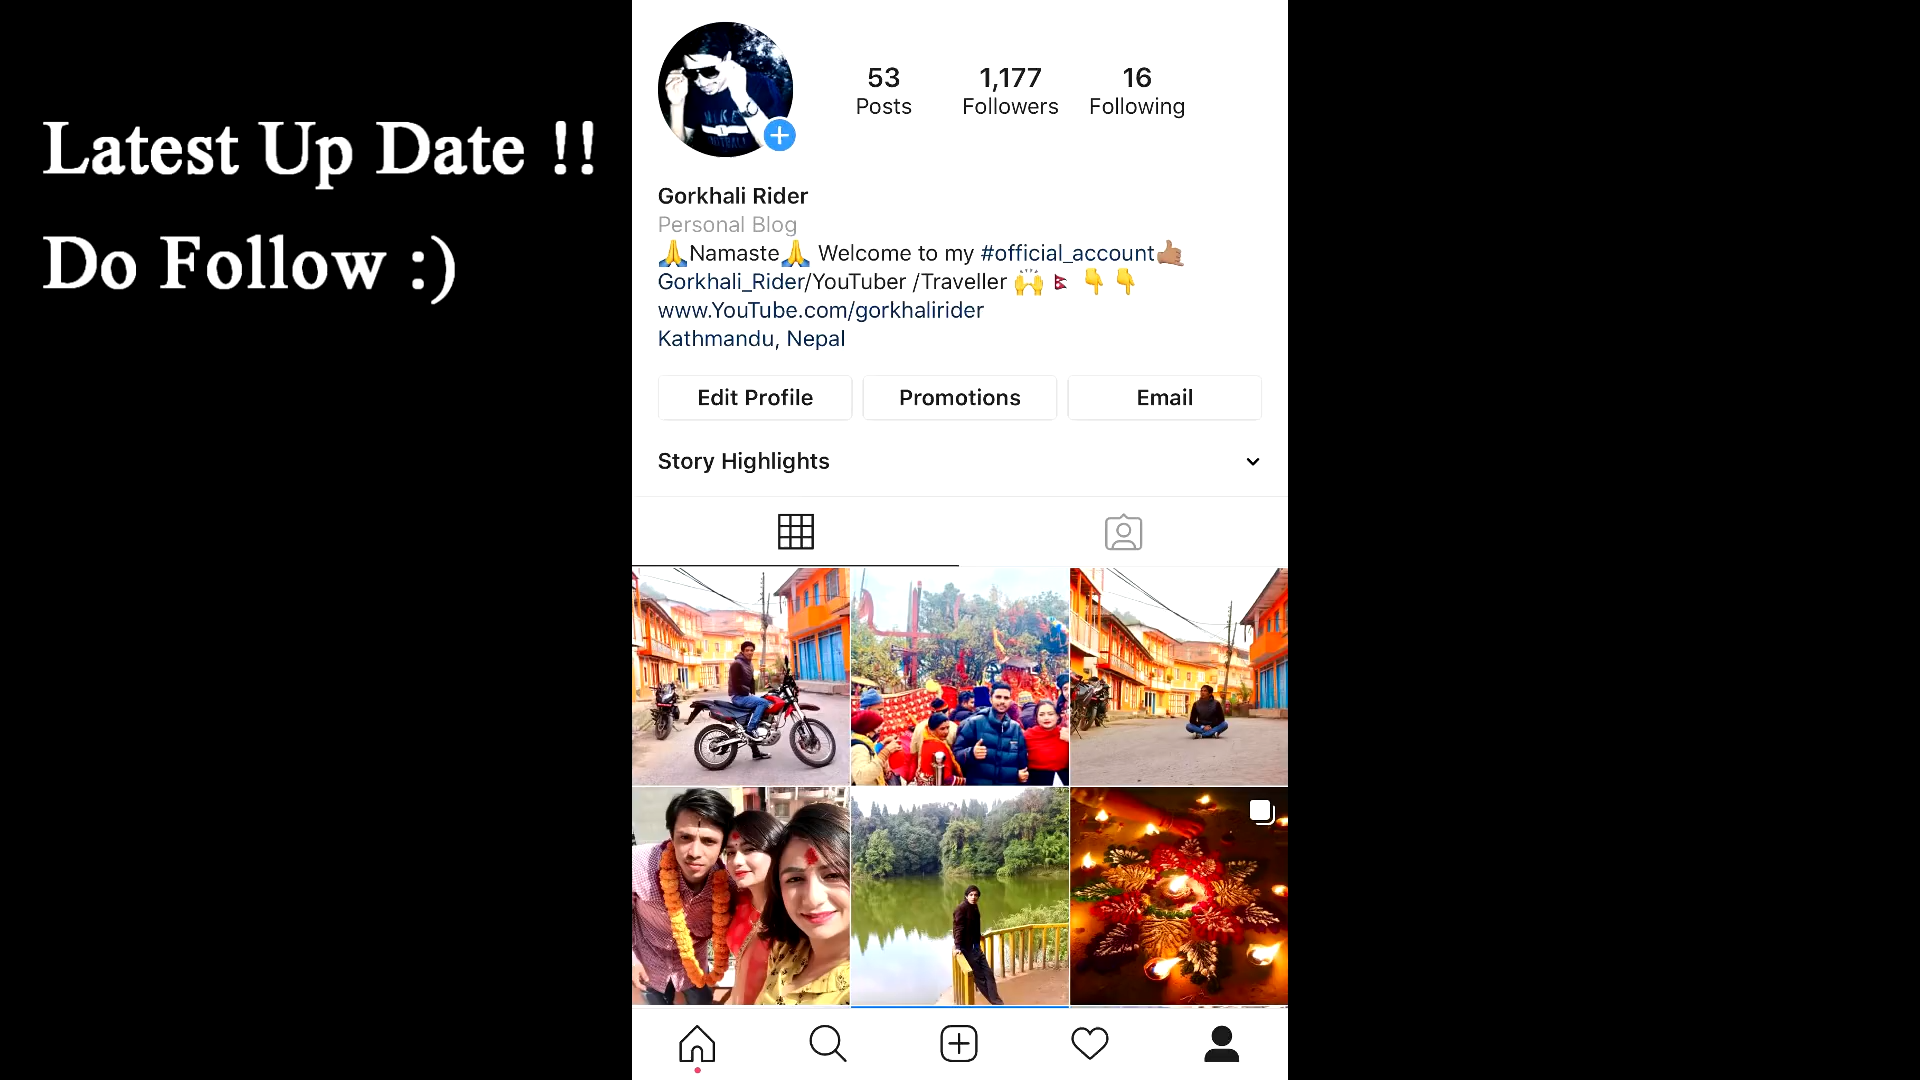 Latest Up Date !!
Do Follow :)
53 1,177 16
Posts Followers Following
Gorkhali Rider
Personal Blog
🙏Namaste🙏 Welcome to my #official_account🤙🏽
Gorkhali_Rider/YouTuber /Traveller 🙌 🇳🇵 👇 👇
www.YouTube.com/gorkhalirider
Kathmandu, Nepal
Edit Profile Promotions Email
Story Highlights